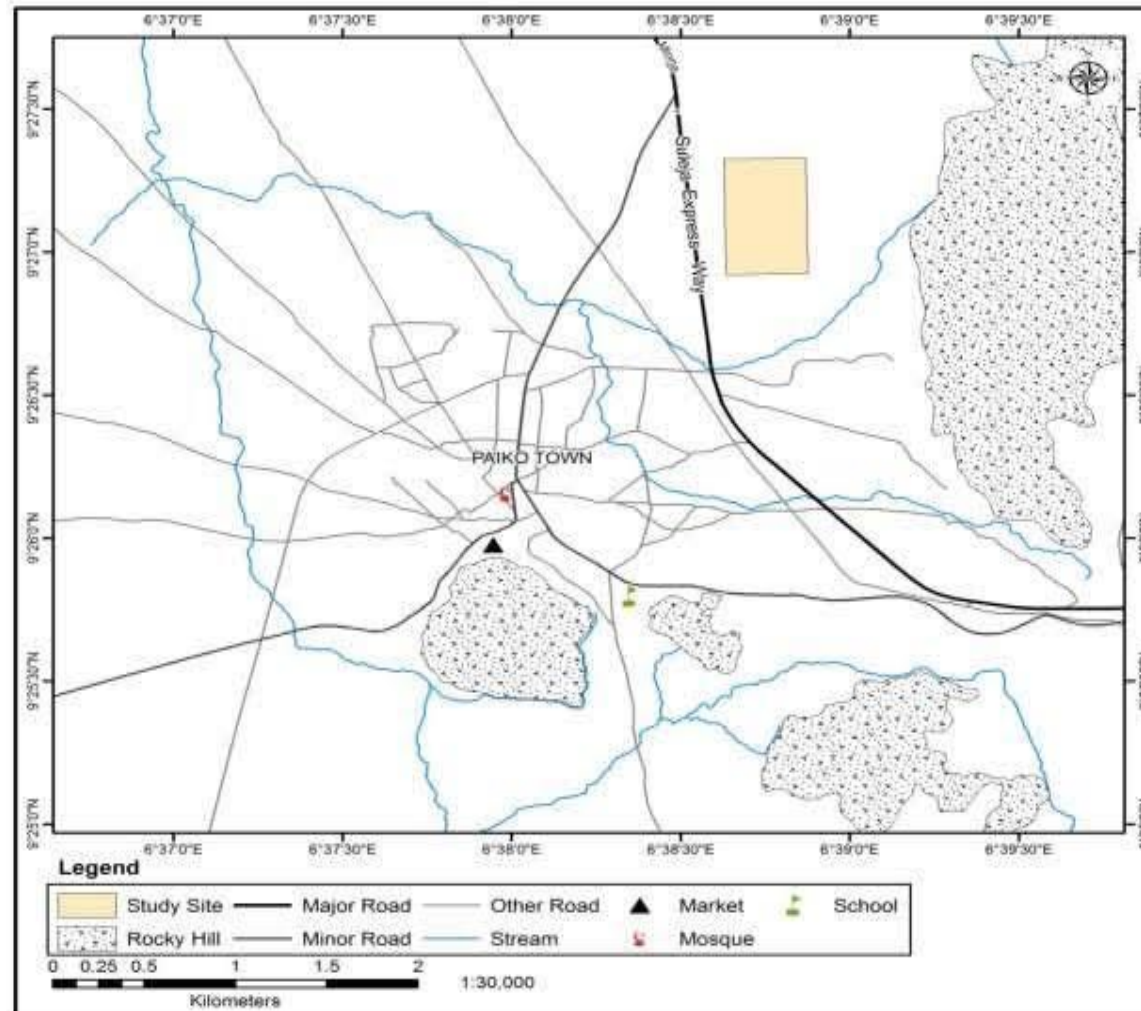 6°37'0"E 6°37'30"E 6°38'0"E 6°38'30"E 6°39'0"E 6°39'30"E
9°27'30"N
9°27'0"N
9°26'30"N
9°26'0"N
9°25'30"N
9°25'0"N
Suleja Express Way
PAIKO TOWN
6°37'0"E 6°37'30"E 6°38'0"E 6°38'30"E 6°39'0"E 6°39'30"E
Legend
Study Site Major Road Other Road Market School
Rocky Hill Minor Road Stream Mosque
0 0.25 0.5 1 1.5 2
1:30,000
Kilometers